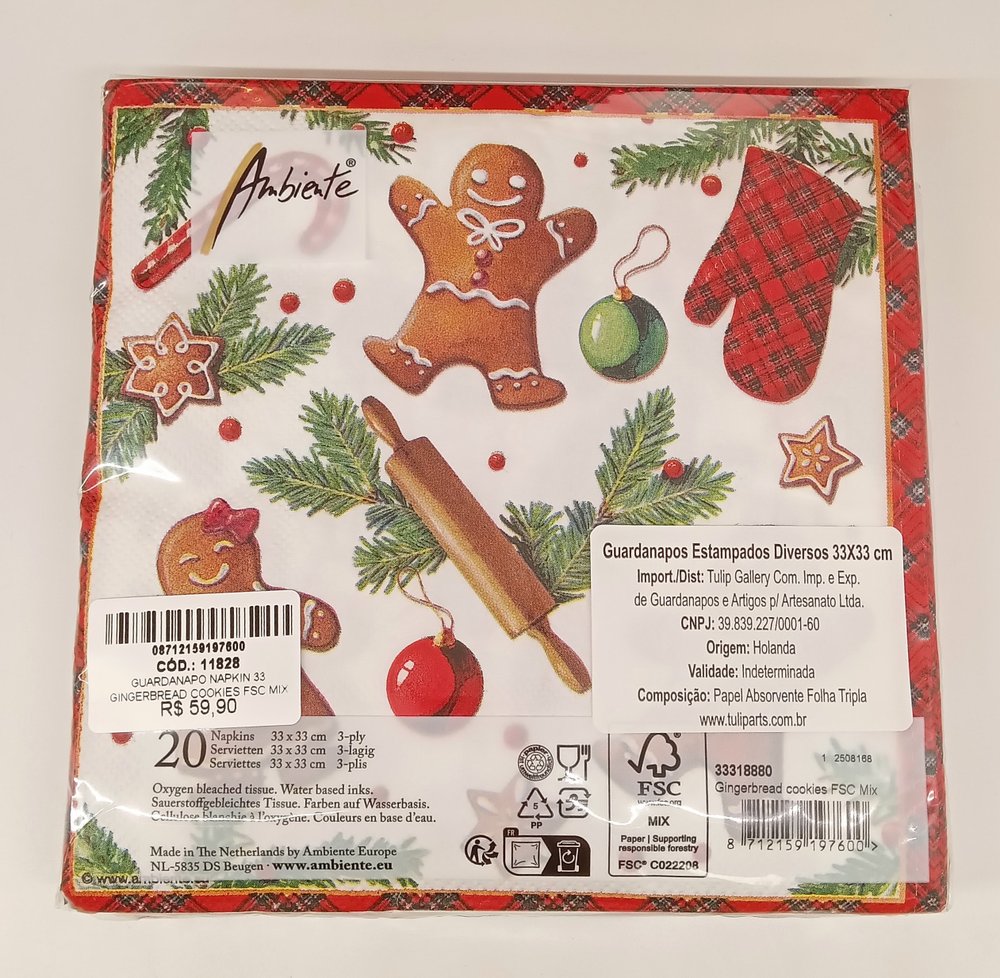 Ambiente®
Guardanapos Estampados Diversos 33X33 cm
Import./Dist: Tulip Gallery Com. Imp. e Exp.
de Guardanapos e Artigos p/ Artesanato Ltda.
CNPJ: 39.839.227/0001-60
Origem: Holanda
Validade: Indeterminada
Composição: Papel Absorvente Folha Tripla
www.tuliparts.com.br
08712159197600
CÓD.: 11828
GUARDANAPO NAPKIN 33
GINGERBREAD COOKIES FSC MIX
R$ 59,90
20 Napkins 33 x 33 cm 3-ply
Servietten 33 x 33 cm 3-lagig
Serviettes 33 x 33 cm 3-plis
Oxygen bleached tissue. Water based inks.
Sauerstoffgebleichtes Tissue. Farben auf Wasserbasis.
Cellulose blanchie à l'oxygène. Couleurs en base d'eau.
Made in The Netherlands by Ambiente Europe
NL-5835 DS Beugen · www.ambiente.eu
5
PP
FR
FSC
www.fsc.org
MIX
Paper | Supporting
responsible forestry
FSC® C022208
1 2508168
33318880
Gingerbread cookies FSC Mix
8 712159 197600 >
© www.ambiente.eu